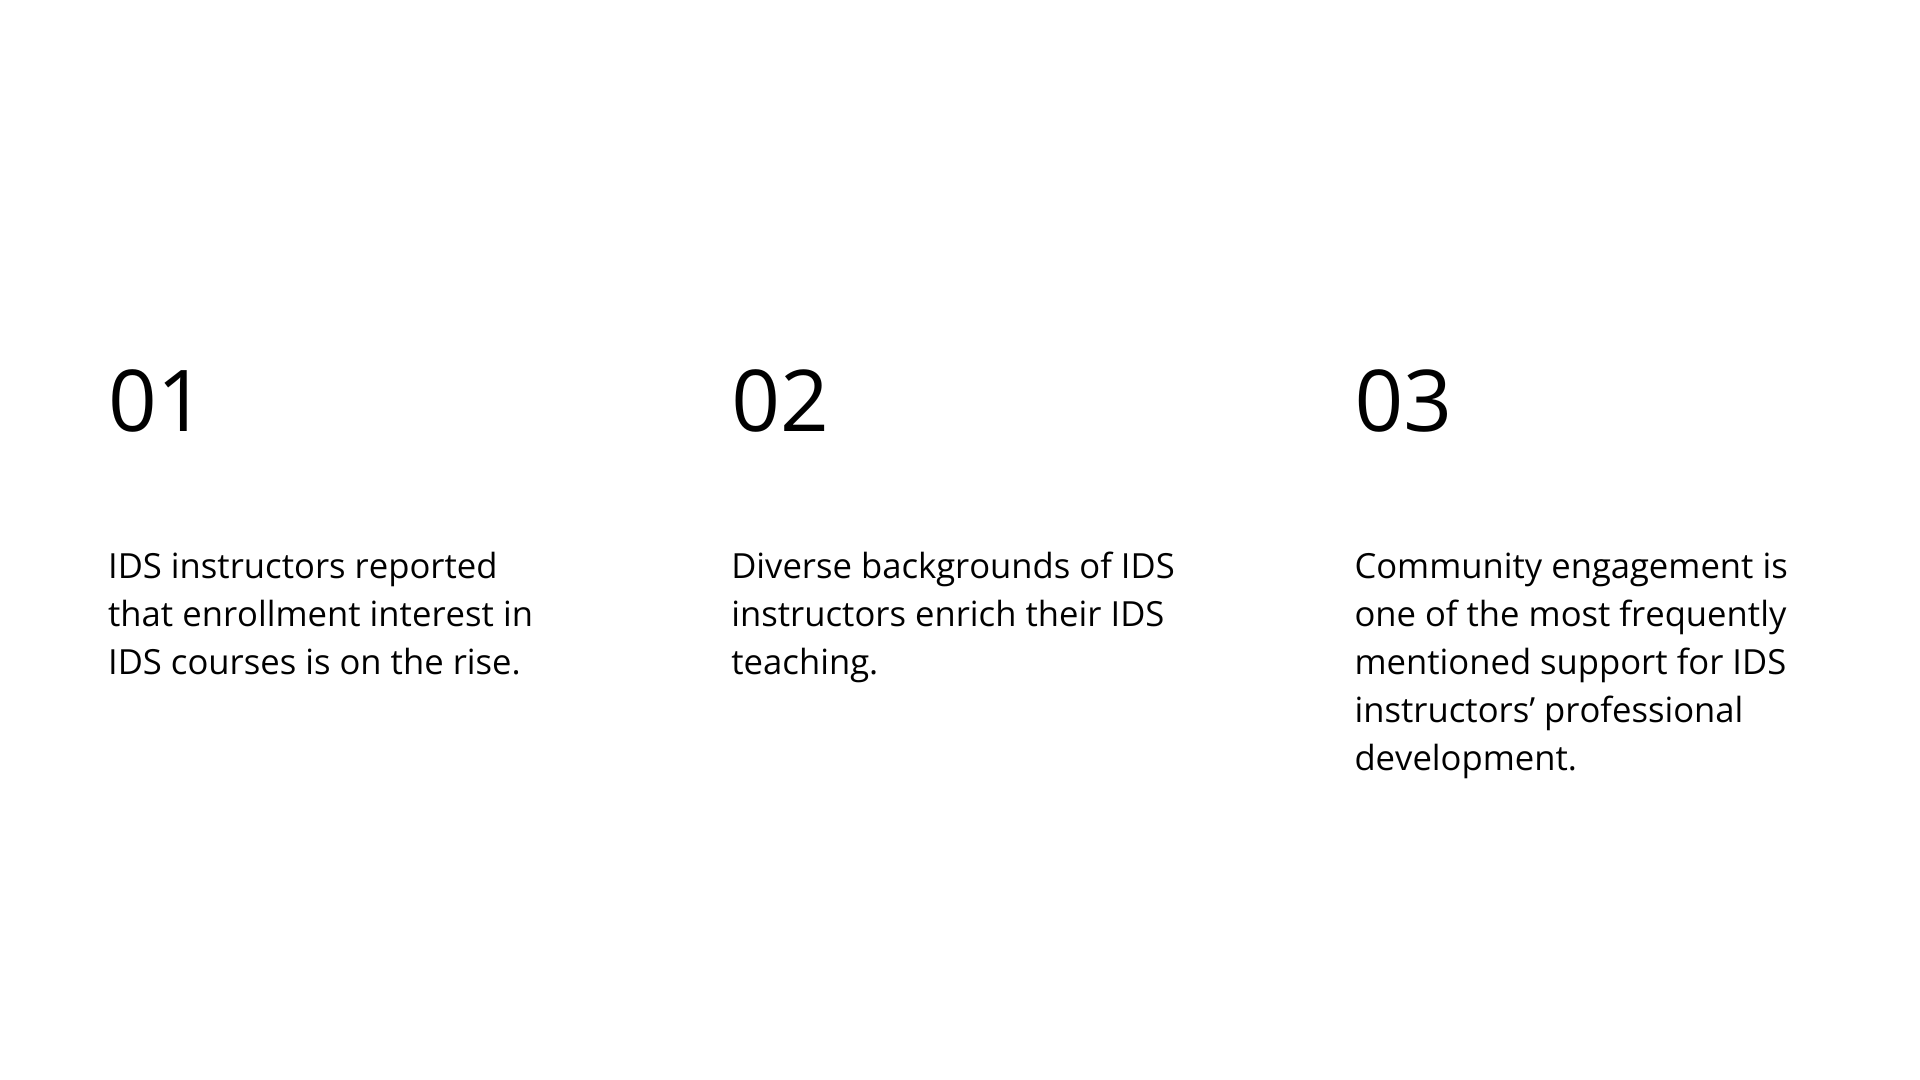 01
IDS instructors reported
that enrollment interest in
IDS courses is on the rise.
02
Diverse backgrounds of IDS
instructors enrich their IDS
teaching.
03
Community engagement is
one of the most frequently
mentioned support for IDS
instructors’ professional
development.